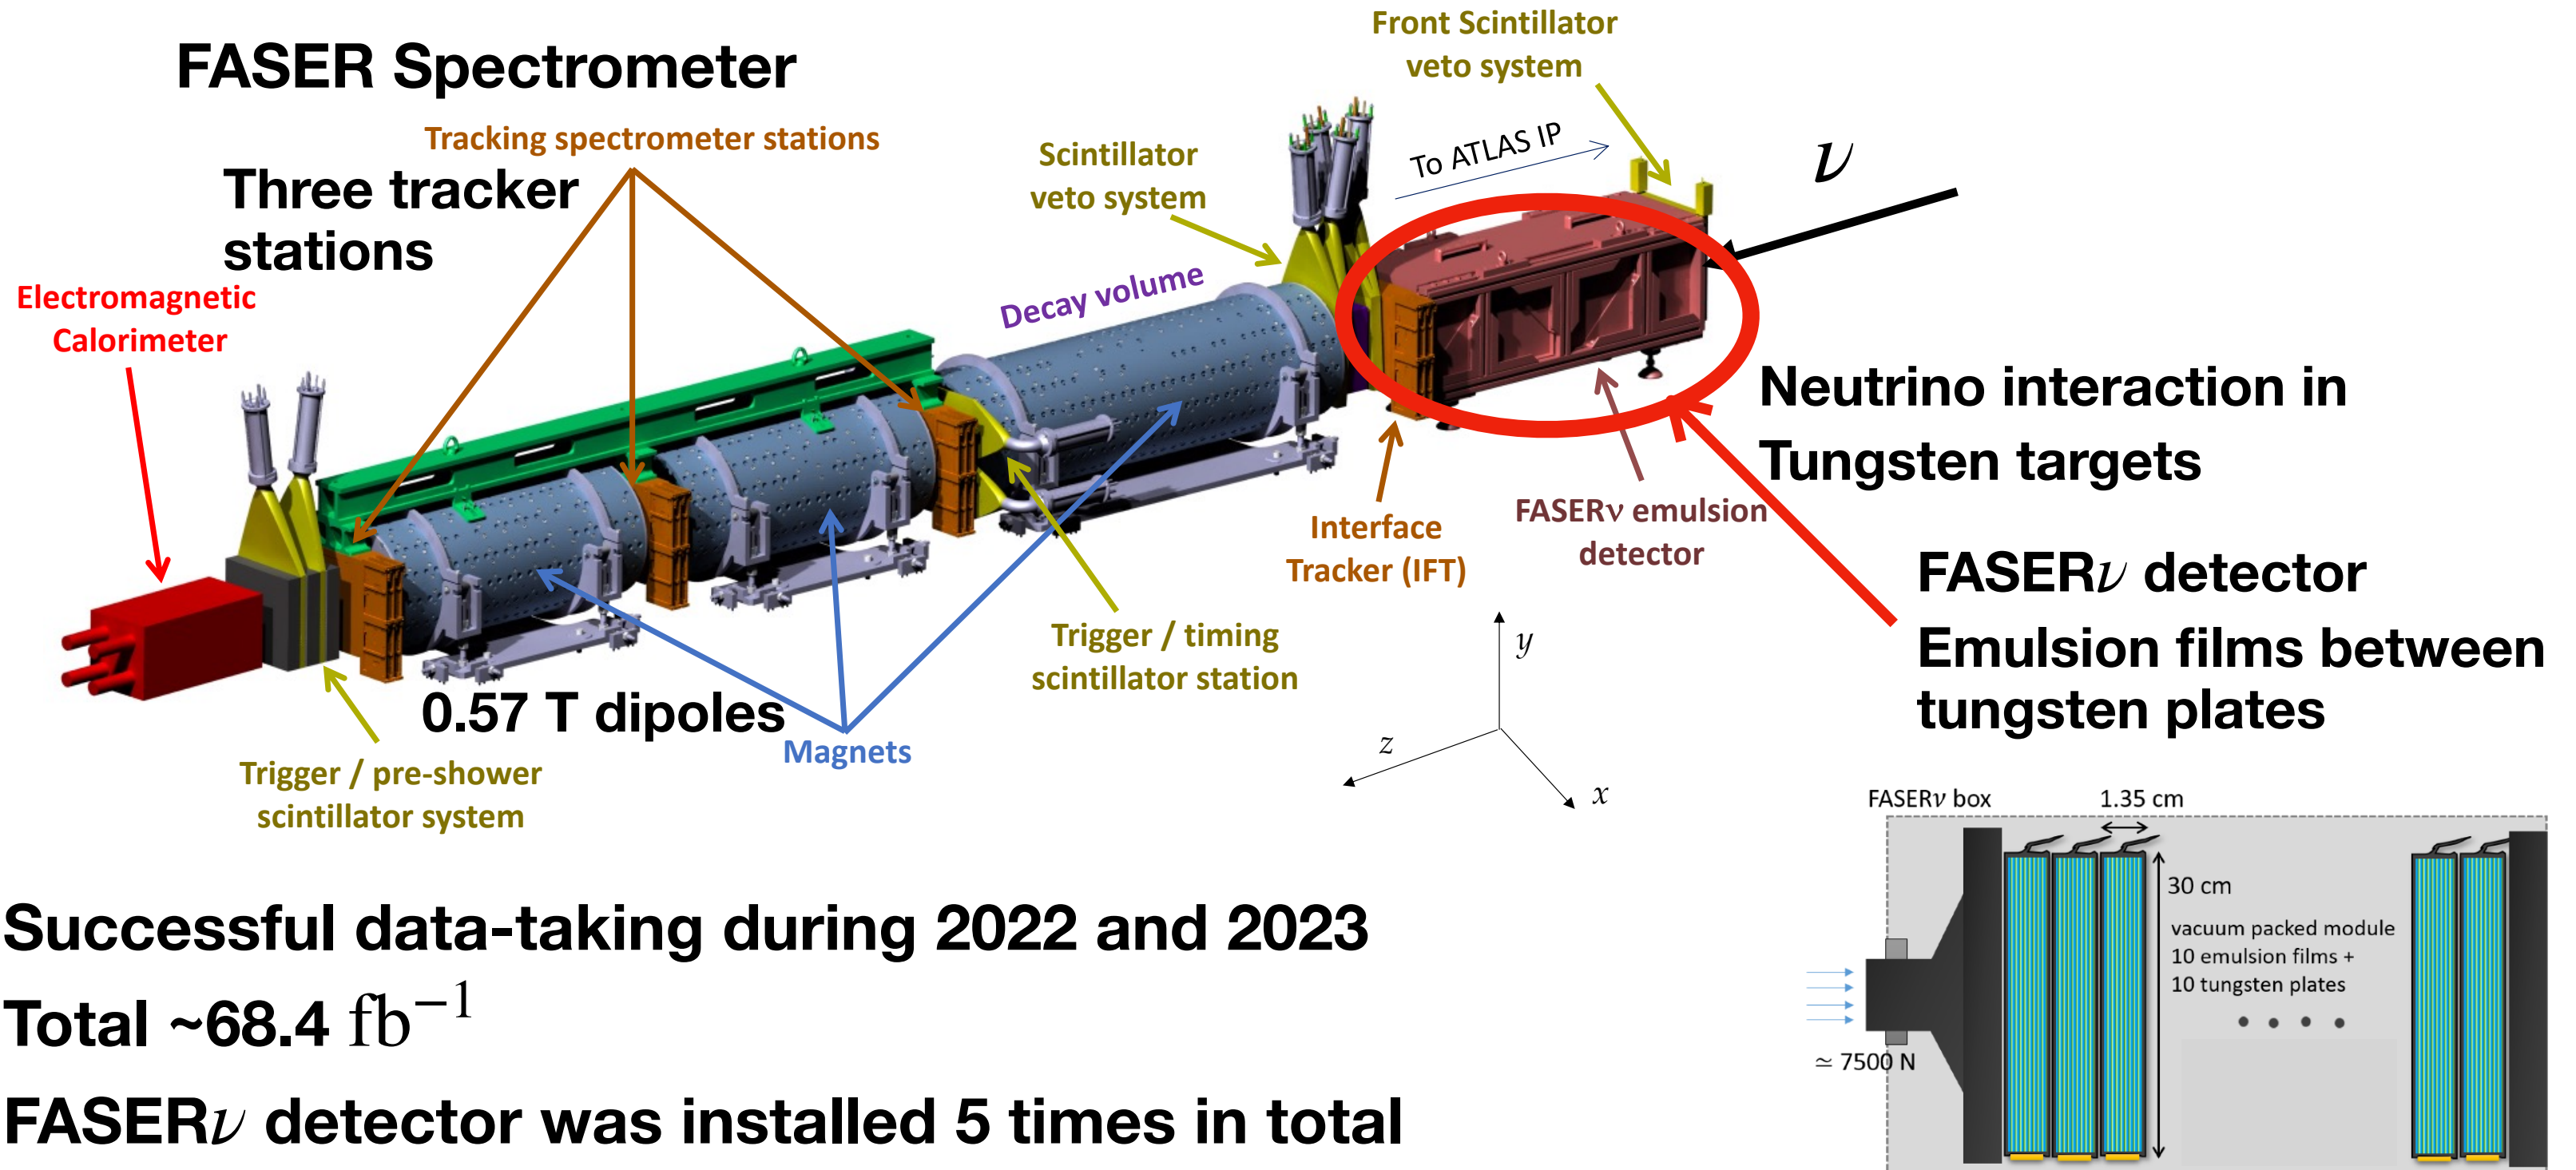 FASER Spectrometer
Front Scintillator
veto system
Tracking spectrometer stations
Three tracker
stations
Scintillator
veto system
To ATLAS IP
ν
Electromagnetic
Calorimeter
Decay volume
Neutrino interaction in
Tungsten targets
Interface
Tracker (IFT)
FASERν emulsion
detector
FASERν detector
Emulsion films between
tungsten plates
Trigger / timing
scintillator station
0.57 T dipoles
Magnets
Trigger / pre-shower
scintillator system
y
z
x
FASERν box
1.35 cm
30 cm
vacuum packed module
10 emulsion films +
10 tungsten plates
≃ 7500 N
Successful data-taking during 2022 and 2023
Total ~68.4 fb⁻¹
FASERν detector was installed 5 times in total